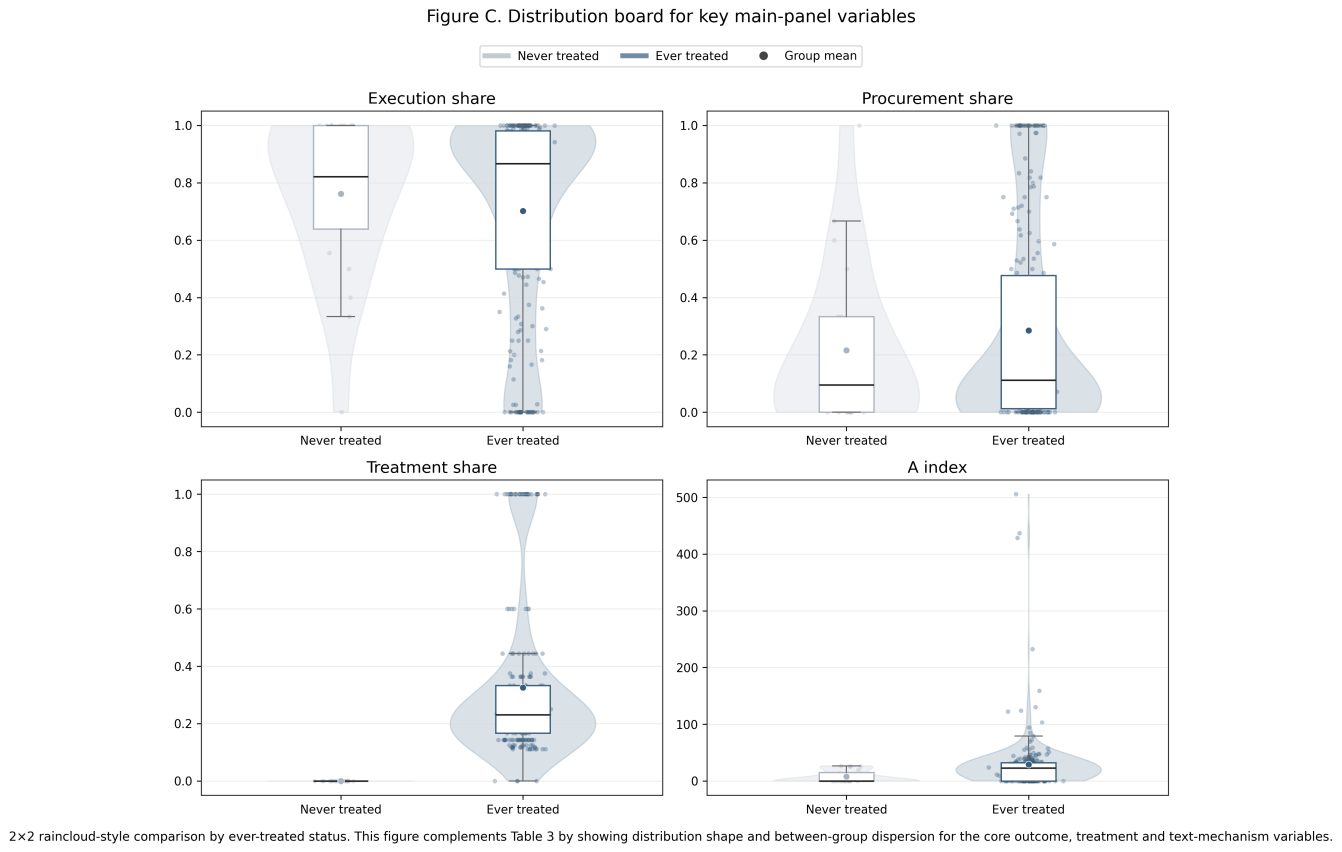 Figure C. Distribution board for key main-panel variables
Never treated Ever treated Group mean
Execution share
1.0
0.8
0.6
0.4
0.2
0.0
Never treated Ever treated
Procurement share
1.0
0.8
0.6
0.4
0.2
0.0
Never treated Ever treated
Treatment share
1.0
0.8
0.6
0.4
0.2
0.0
Never treated Ever treated
A index
500
400
300
200
100
0
Never treated Ever treated
2×2 raincloud-style comparison by ever-treated status. This figure complements Table 3 by showing distribution shape and between-group dispersion for the core outcome, treatment and text-mechanism variables.